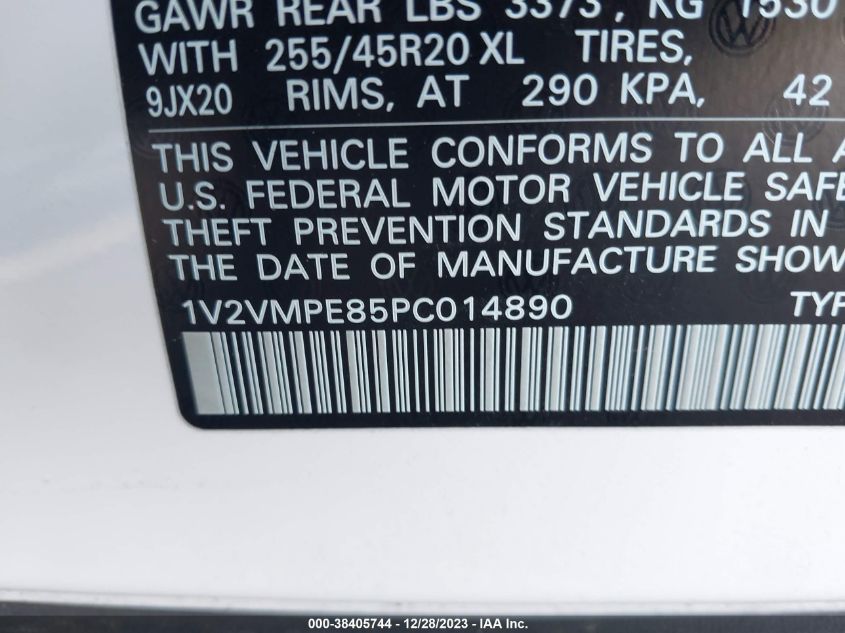 GAWR REAR LBS 3373, KG 1530
WITH 255/45R20 XL TIRES,
9JX20 RIMS, AT 290 KPA, 42
THIS VEHICLE CONFORMS TO ALL
U.S. FEDERAL MOTOR VEHICLE SAFE
THEFT PREVENTION STANDARDS IN
THE DATE OF MANUFACTURE SHOW
1V2VMPE85PC014890 TYP
000-38405744 - 12/28/2023 - IAA Inc.